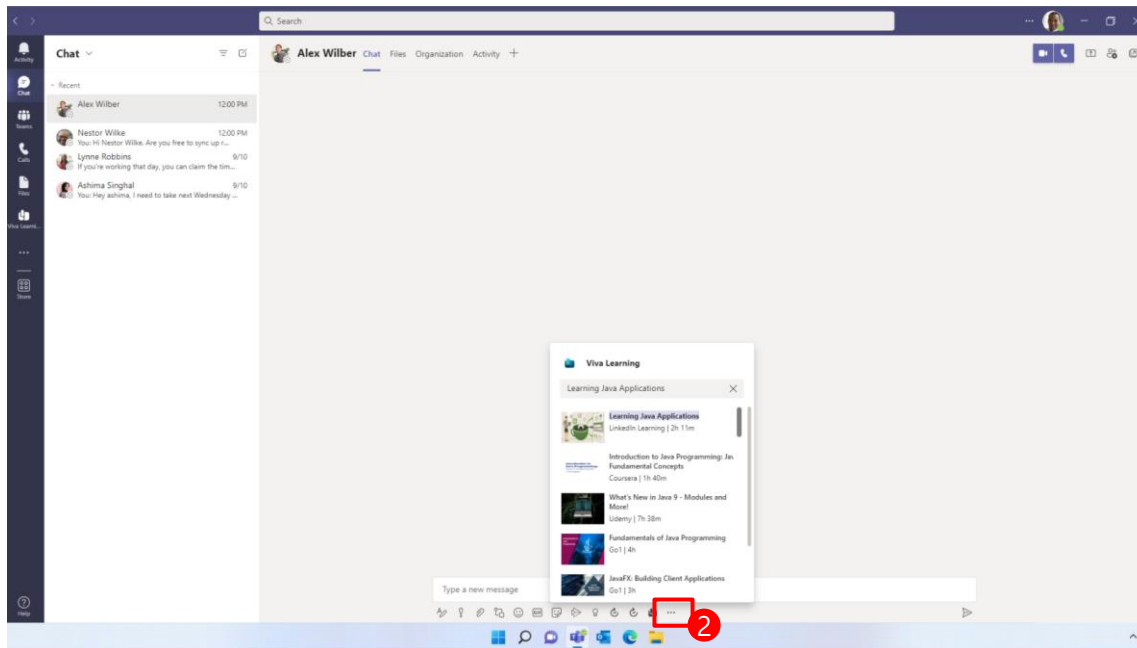 Search
Activity
Chat
Teams
Calls
Files
Viva Learni...
Store
Help
Chat
Recent
Alex Wilber 12:00 PM
Nestor Wilke 12:00 PM
You: Hi Nestor Wilke. Are you free to sync up r...
Lynne Robbins 9/10
If you're working that day, you can claim the tim...
Ashima Singhal 9/10
You: Hey ashima, I need to take next Wednesday ...
Alex Wilber Chat Files Organization Activity
Viva Learning
Learning Java Applications
Learning Java Applications
LinkedIn Learning | 2h 11m
Introduction to Java Programming: Jav
Fundamental Concepts
Coursera | 1h 40m
What's New in Java 9 - Modules and
More!
Udemy | 7h 38m
Fundamentals of Java Programming
Go1 | 4h
JavaFX: Building Client Applications
Go1 | 3h
Type a new message
2